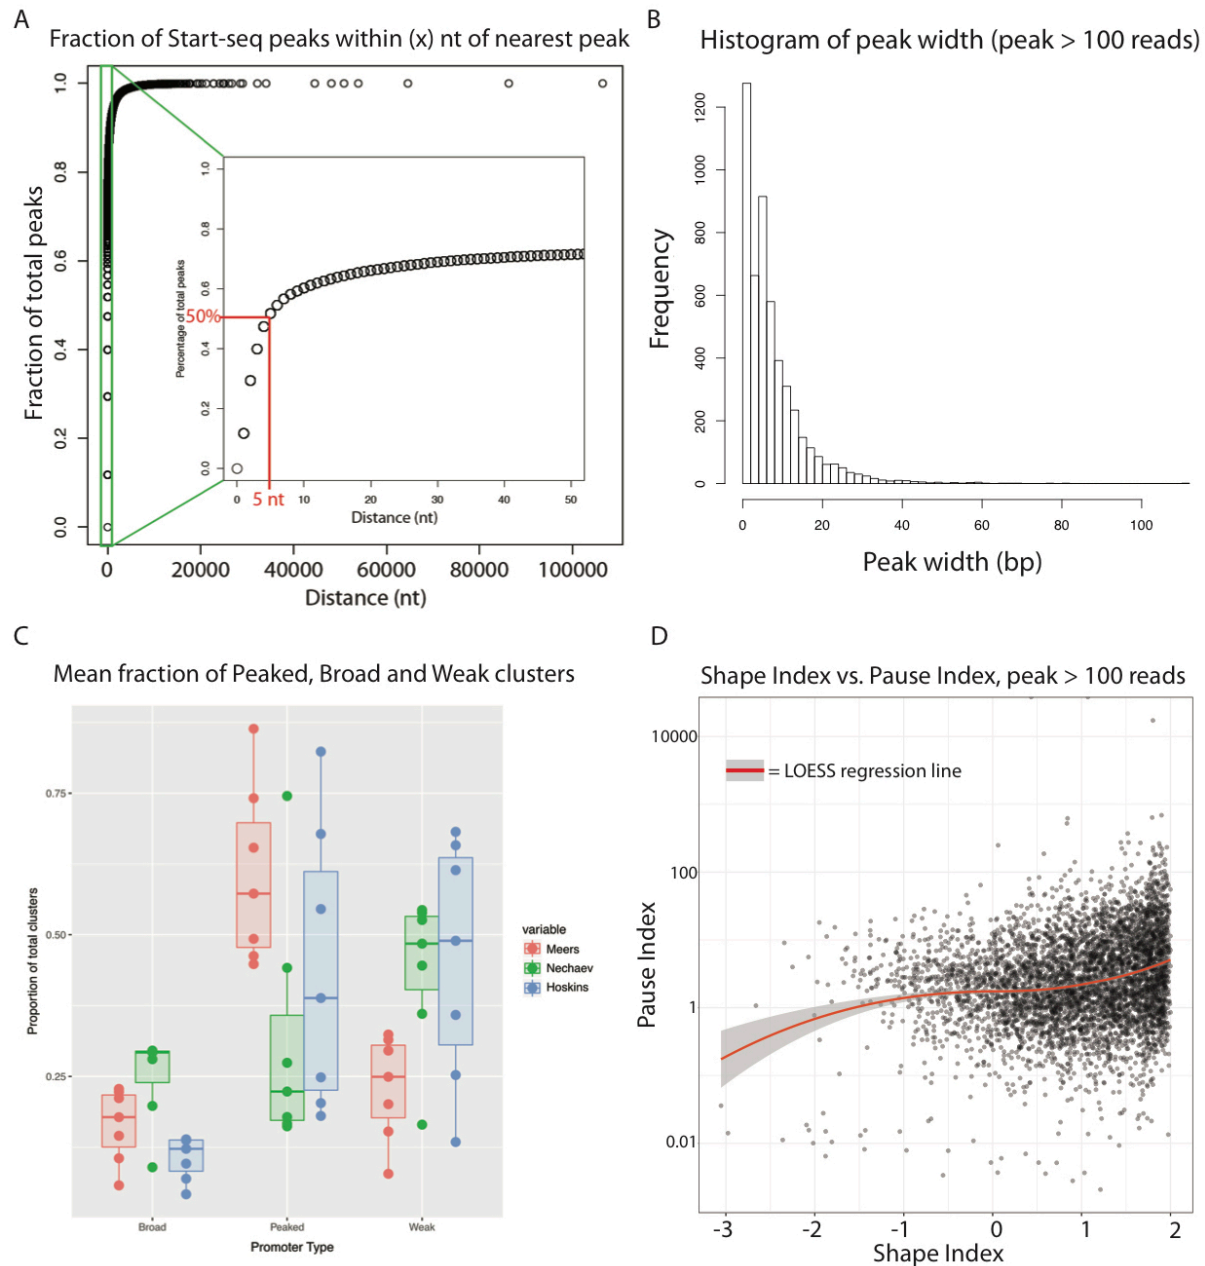 A
Fraction of Start-seq peaks within (x) nt of nearest peak
Fraction of total peaks
1.0
0.8
0.6
0.4
0.2
0.0
0 20000 40000 60000 80000 100000
Distance (nt)
Percentage of total peaks
1.0
0.8
0.6
0.4
0.2
0.0
50%
0 10 20 30 40 50
5 nt
Distance (nt)
B
Histogram of peak width (peak > 100 reads)
Frequency
1200
1000
800
600
400
200
0
0 20 40 60 80 100
Peak width (bp)
C
Mean fraction of Peaked, Broad and Weak clusters
Proportion of total clusters
0.75
0.50
0.25
Broad Peaked Weak
Promoter Type
variable
Meers
Nechaev
Hoskins
D
Shape Index vs. Pause Index, peak > 100 reads
Pause Index
10000
100
1
0.01
= LOESS regression line
-3 -2 -1 0 1 2
Shape Index